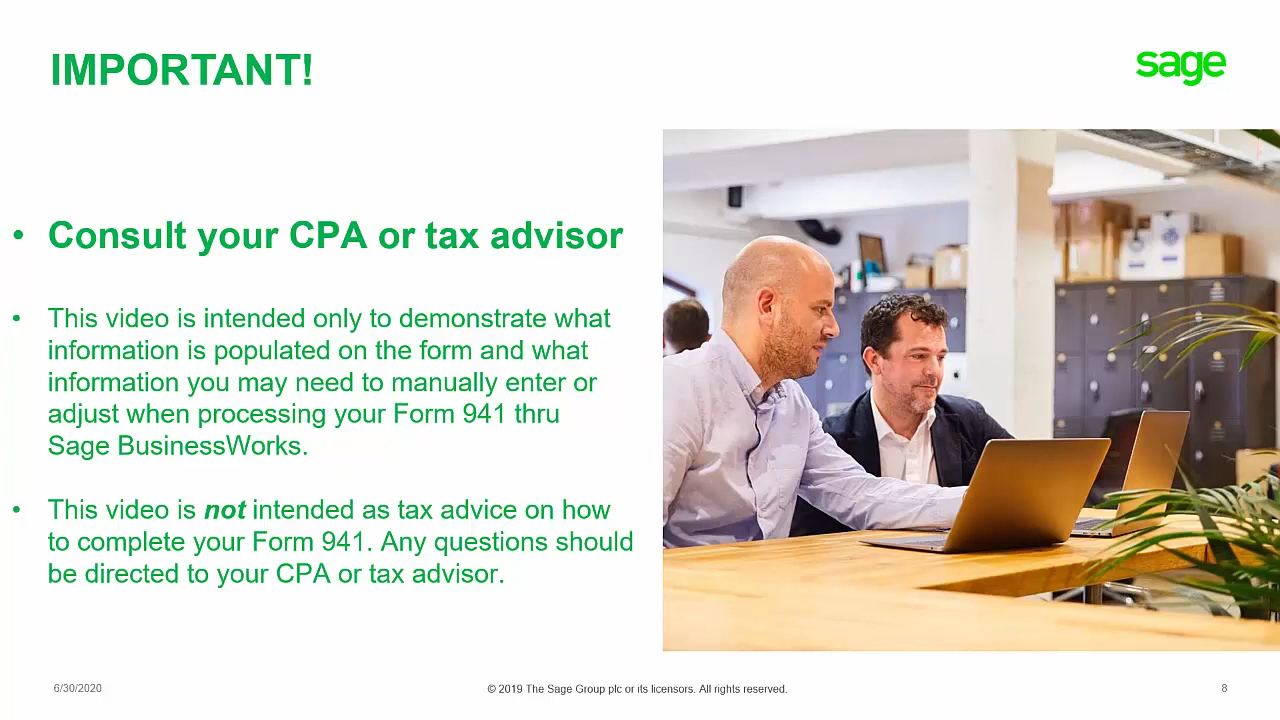 IMPORTANT!
sage
• Consult your CPA or tax advisor
• This video is intended only to demonstrate what
information is populated on the form and what
information you may need to manually enter or
adjust when processing your Form 941 thru
Sage BusinessWorks.
• This video is not intended as tax advice on how
to complete your Form 941. Any questions should
be directed to your CPA or tax advisor.
6/30/2020
© 2019 The Sage Group plc or its licensors. All rights reserved.
8